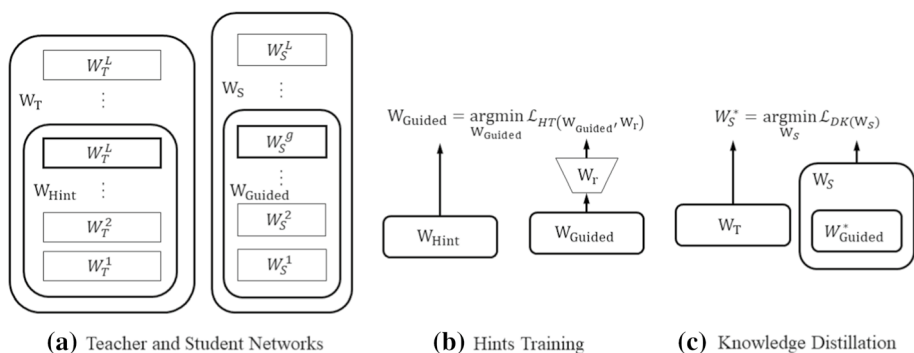 W_T^L
⋮
W_T
W_T^L
⋮
W_Hint
W_T^2
W_T^1
W_S^L
⋮
W_S
W_S^g
⋮
W_Guided
W_S^2
W_S^1
(a) Teacher and Student Networks
W_Guided = argmin ℒ_HT(W_Guided, W_r)
W_Guided
W_r
W_Hint
W_Guided
(b) Hints Training
W_S^* = argmin ℒ_DK(W_S)
W_S
W_S
W_T
W_Guided^*
(c) Knowledge Distillation